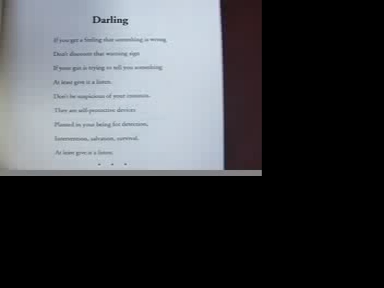 Darling
If you get a feeling that something is wrong
Don't discount that warning sign
If your gut is trying to tell you something
At least give it a listen.
Don't be suspicious of your intuition.
They are self-protective devices
Planted in your being for detection,
Intervention, salvation, survival.
At least give it a listen.